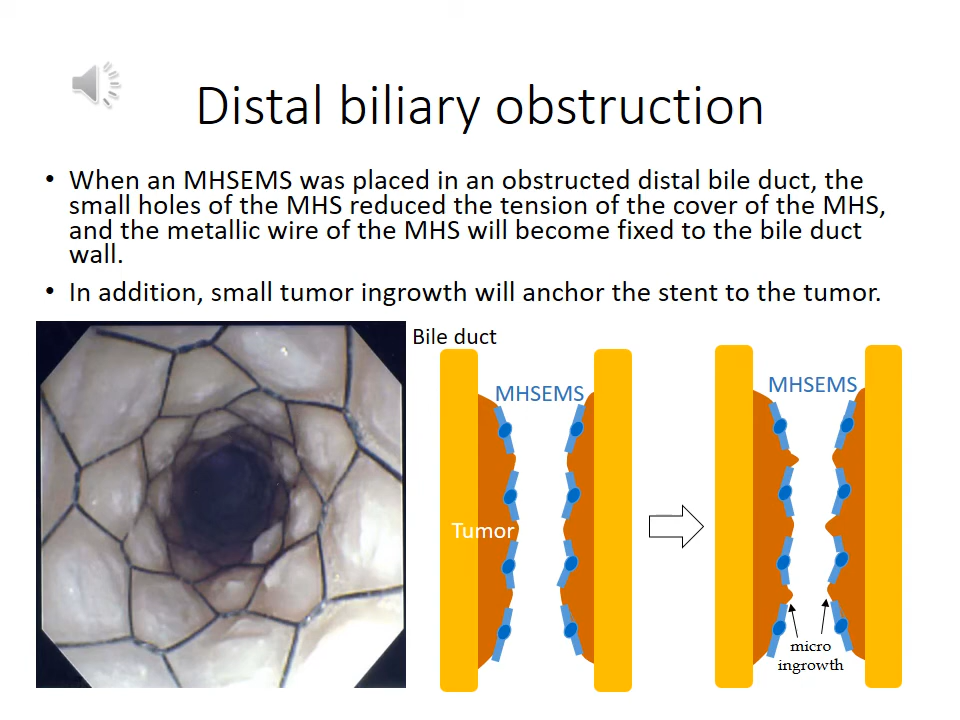 Distal biliary obstruction
• When an MHSEMS was placed in an obstructed distal bile duct, the
small holes of the MHS reduced the tension of the cover of the MHS,
and the metallic wire of the MHS will become fixed to the bile duct
wall.
• In addition, small tumor ingrowth will anchor the stent to the tumor.
Bile duct
MHSEMS
Tumor
MHSEMS
micro
ingrowth